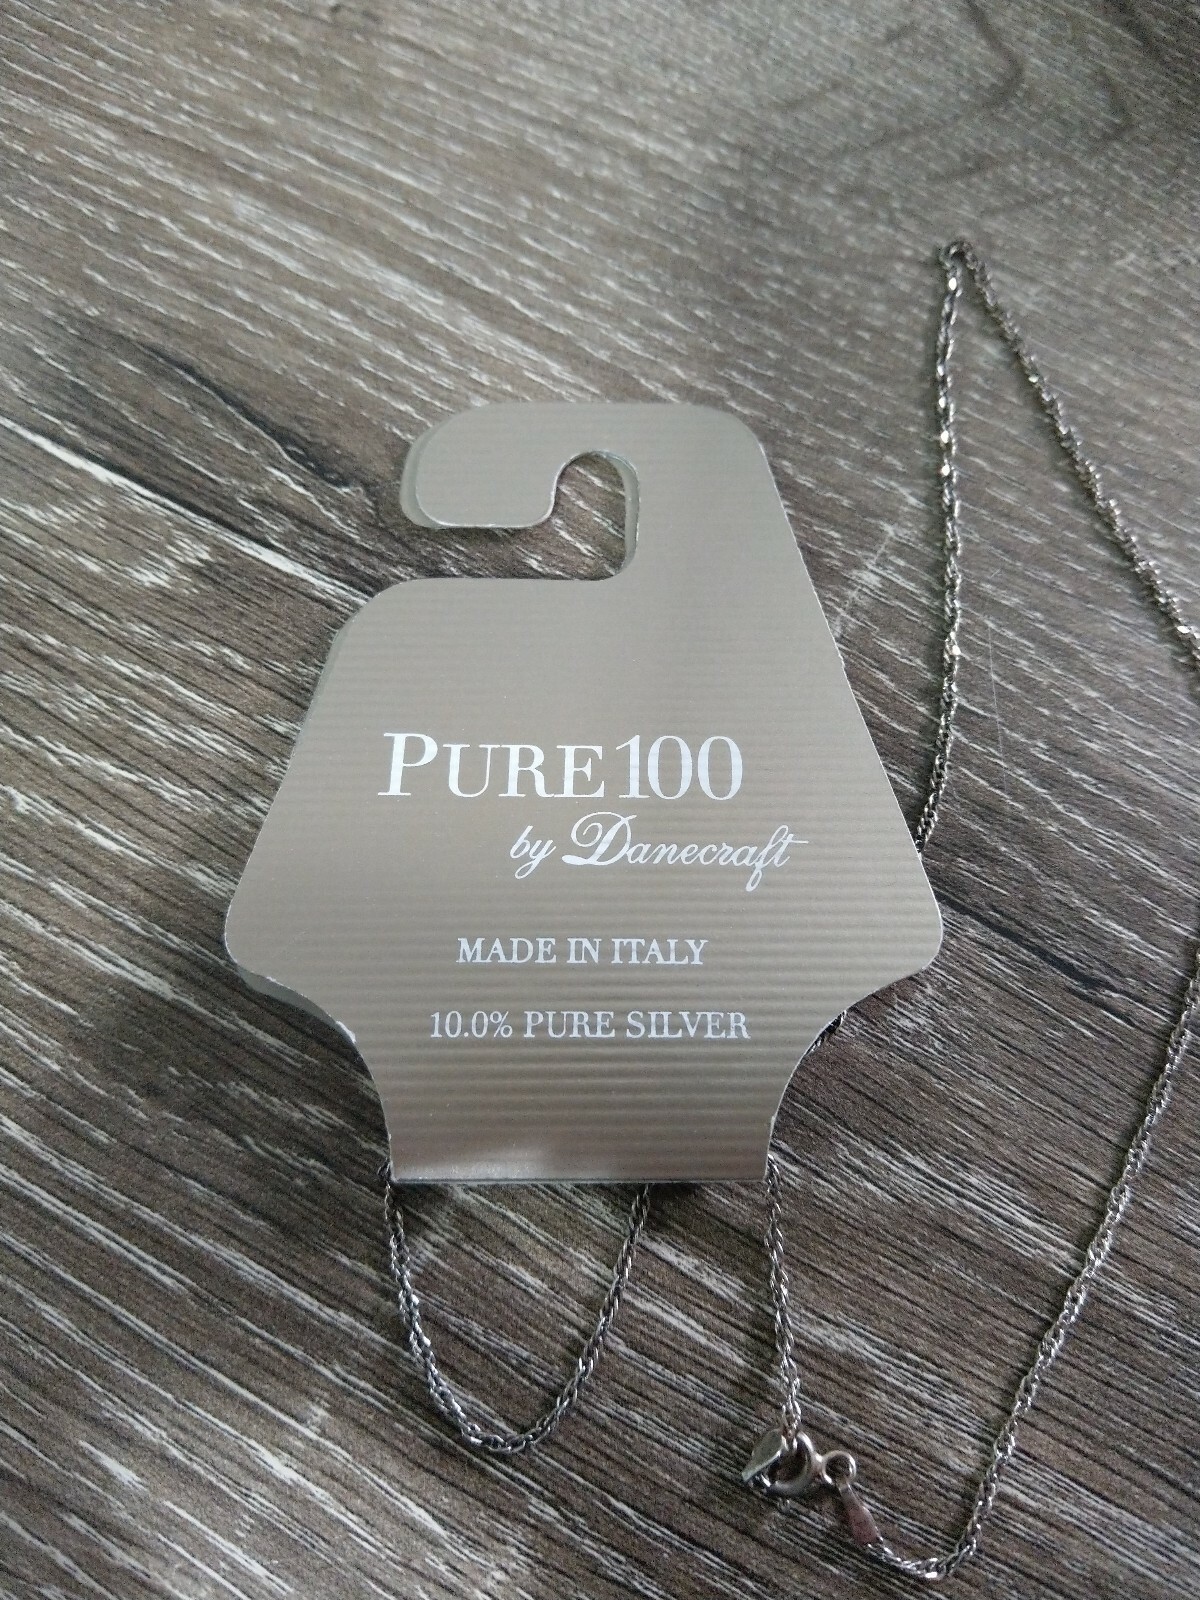 PURE100
by Danecraft
MADE IN ITALY
10.0% PURE SILVER